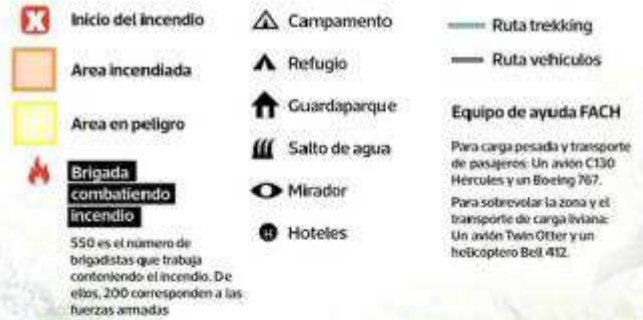 X
Inicio del incendio
Area incendiada
Area en peligro
Brigada
combatiendo
incendio
550 es el número de
brigadistas que trabaja
conteniendo el incendio. De
ellos, 200 corresponden a las
fuerzas armadas
Campamento
Refugio
Guardaparque
Salto de agua
Mirador
H Hoteles
Ruta trekking
Ruta vehículos
Equipo de ayuda FACH
Para carga pesada y transporte
de pasajeros: Un avión C130
Hércules y un Boeing 767.
Para sobrevolar la zona y el
transporte de carga liviana:
Un avión Twin Otter y un
helicóptero Bell 412.